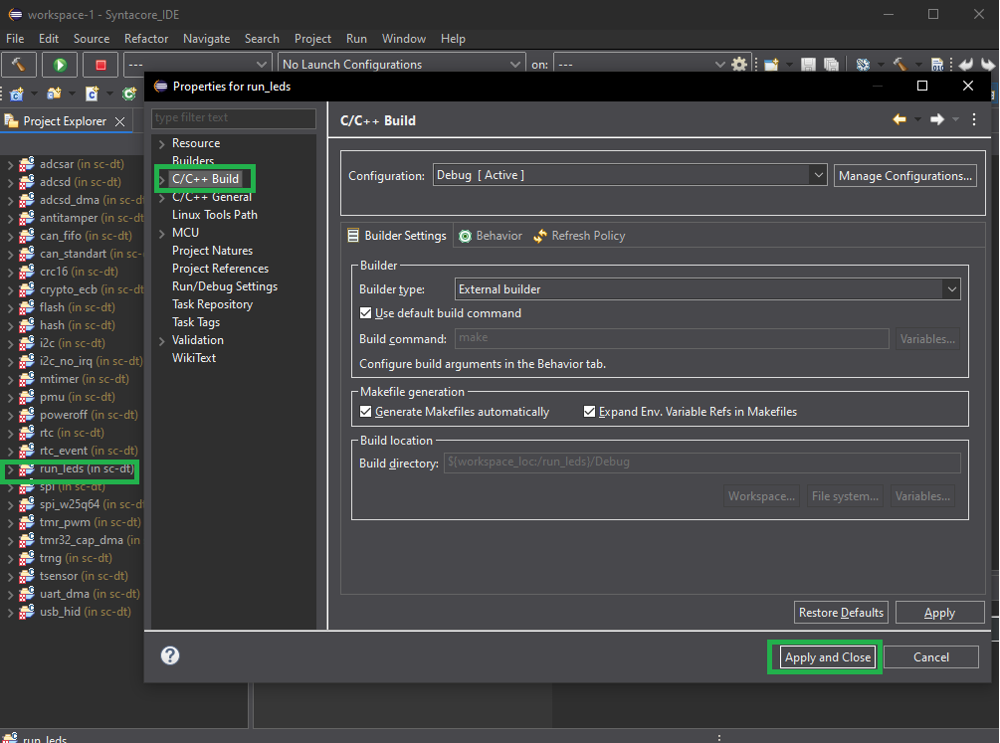 workspace-1 - Syntacore_IDE
File Edit Source Refactor Navigate Search Project Run Window Help
--- No Launch Configurations on: ---
010
Project Explorer
adcsar (in sc-dt)
adcsd (in sc-dt)
adcsd_dma (in sc-dt)
antitamper (in sc-dt)
can_fifo (in sc-dt)
can_standart (in sc-dt)
crc16 (in sc-dt)
crypto_ecb (in sc-dt)
flash (in sc-dt)
hash (in sc-dt)
i2c (in sc-dt)
i2c_no_irq (in sc-dt)
mtimer (in sc-dt)
pmu (in sc-dt)
poweroff (in sc-dt)
rtc (in sc-dt)
rtc_event (in sc-dt)
run_leds (in sc-dt)
spi (in sc-dt)
spi_w25q64 (in sc-dt)
tmr_pwm (in sc-dt)
tmr32_cap_dma (in
trng (in sc-dt)
tsensor (in sc-dt)
uart_dma (in sc-dt)
usb_hid (in sc-dt)
run_leds
Properties for run_leds
type filter text
Resource
Builders
C/C++ Build
C/C++ General
Linux Tools Path
MCU
Project Natures
Project References
Run/Debug Settings
Task Repository
Task Tags
Validation
WikiText
C/C++ Build
Configuration: Debug [ Active ] Manage Configurations...
Builder Settings Behavior Refresh Policy
Builder
Builder type: External builder
Use default build command
Build command: make Variables...
Configure build arguments in the Behavior tab.
Makefile generation
Generate Makefiles automatically Expand Env. Variable Refs in Makefiles
Build location
Build directory: ${workspace_loc:/run_leds}/Debug
Workspace... File system... Variables...
Restore Defaults Apply
Apply and Close Cancel